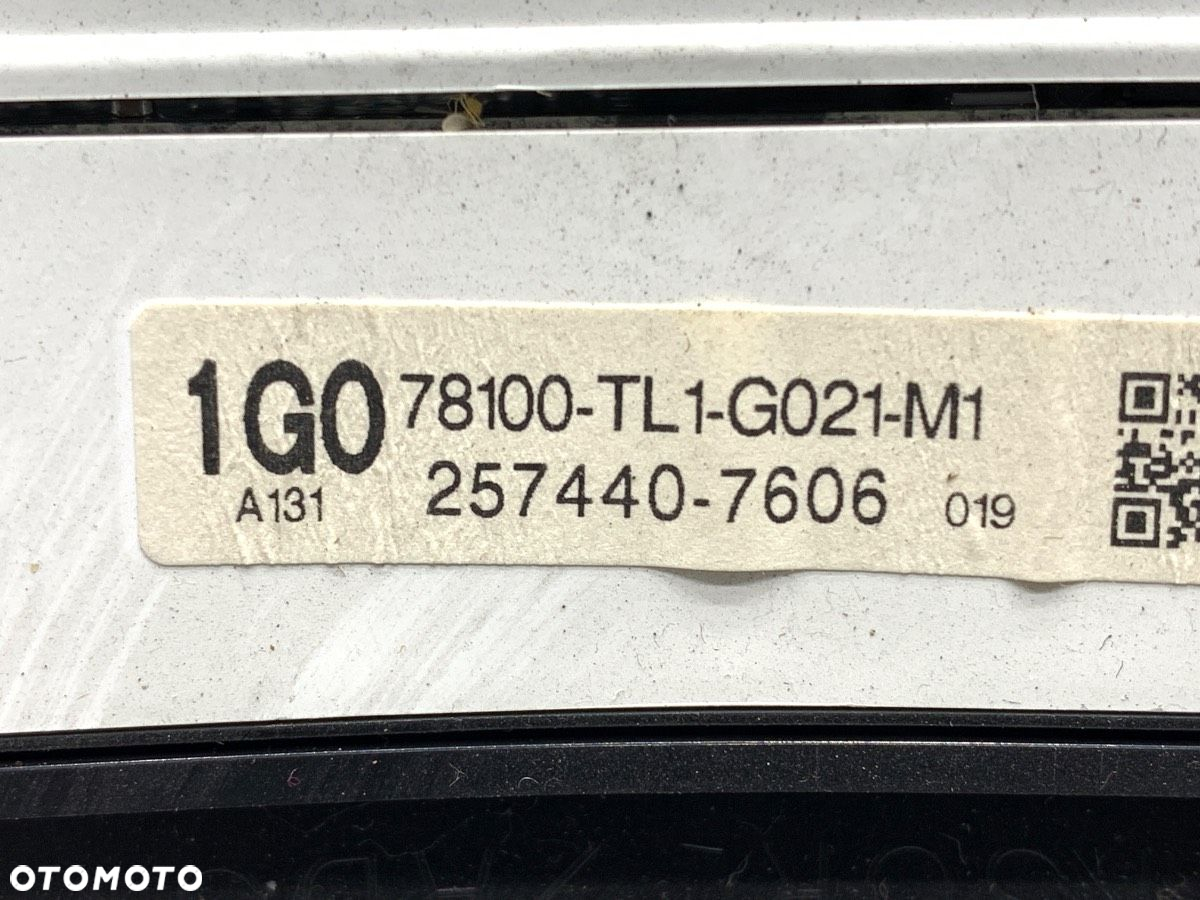 1G0 78100-TL1-G021-M1
A131 257440-7606 019
OTOMOTO